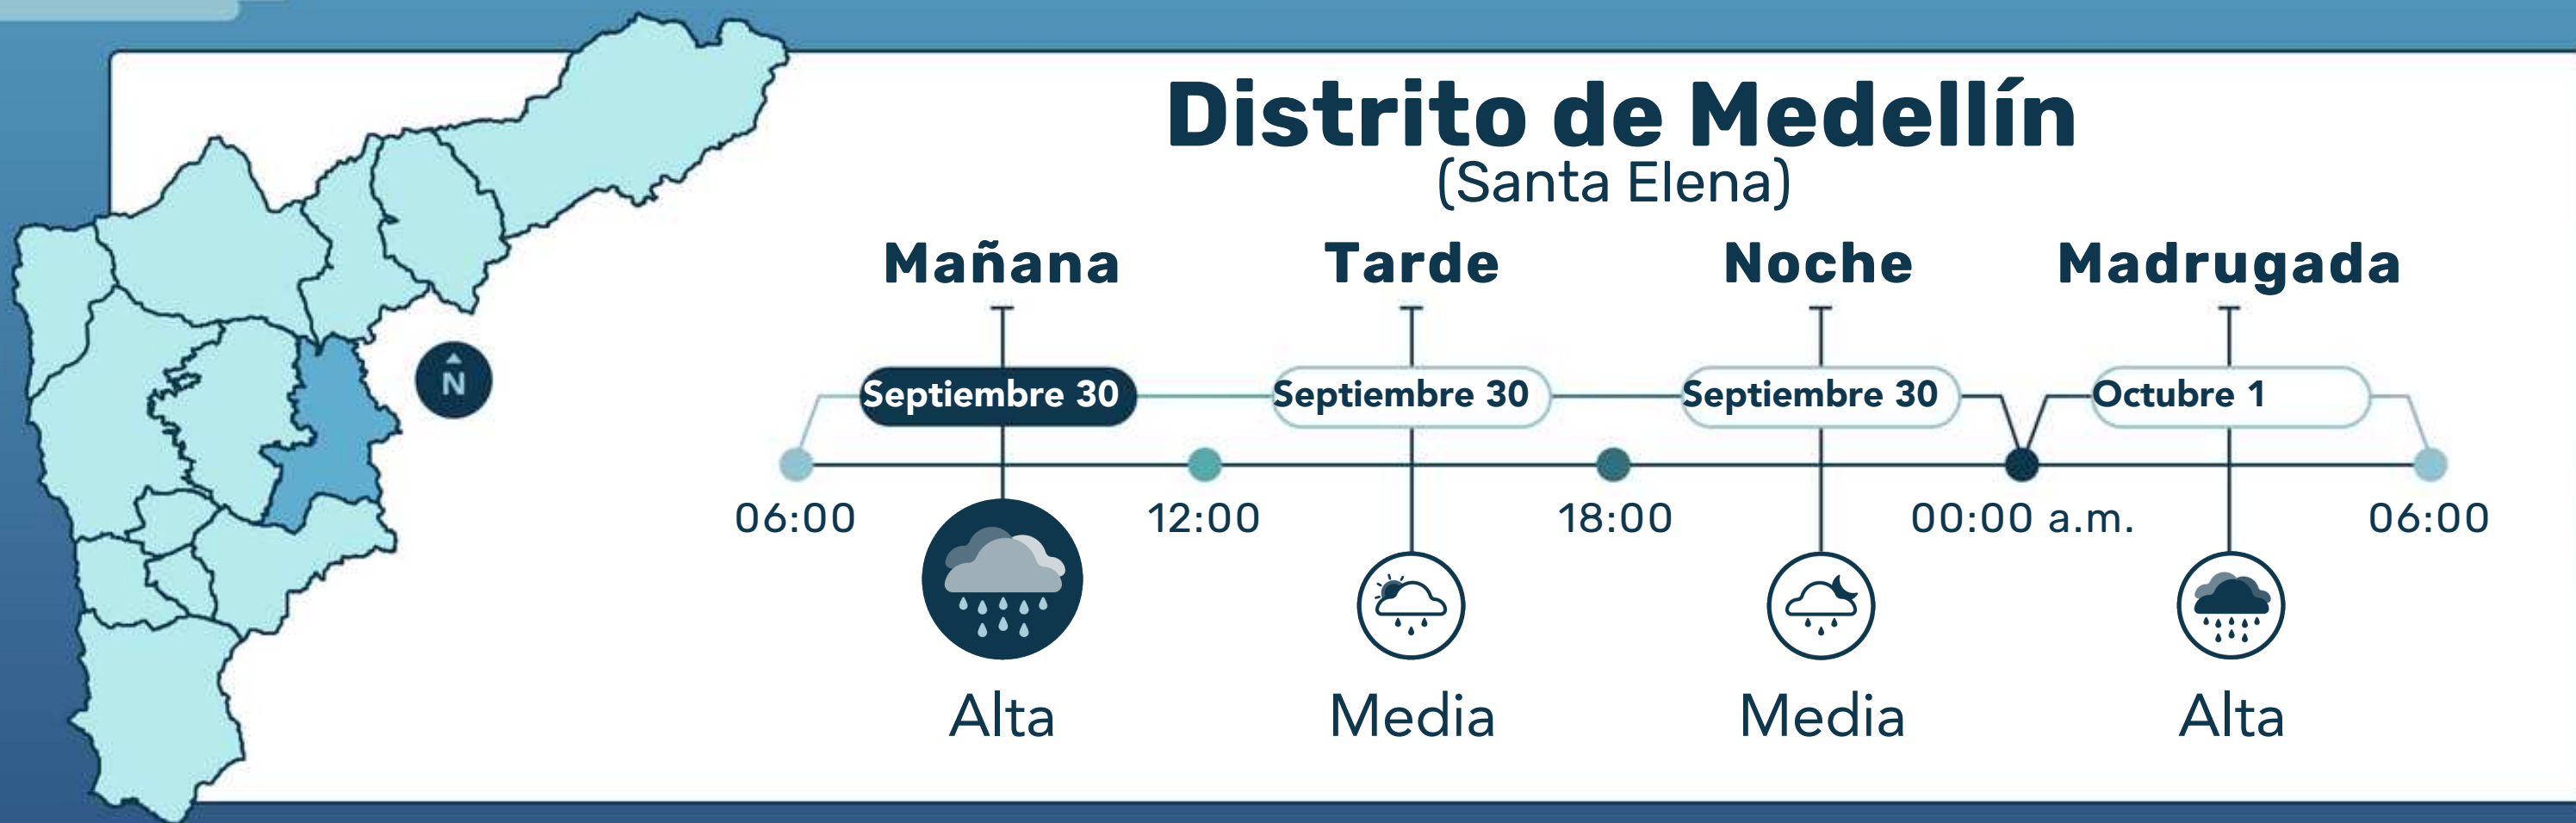 Distrito de Medellín
(Santa Elena)
Mañana Tarde Noche Madrugada
N
Septiembre 30 Septiembre 30 Septiembre 30 Octubre 1
06:00 12:00 18:00 00:00 a.m. 06:00
Alta Media Media Alta